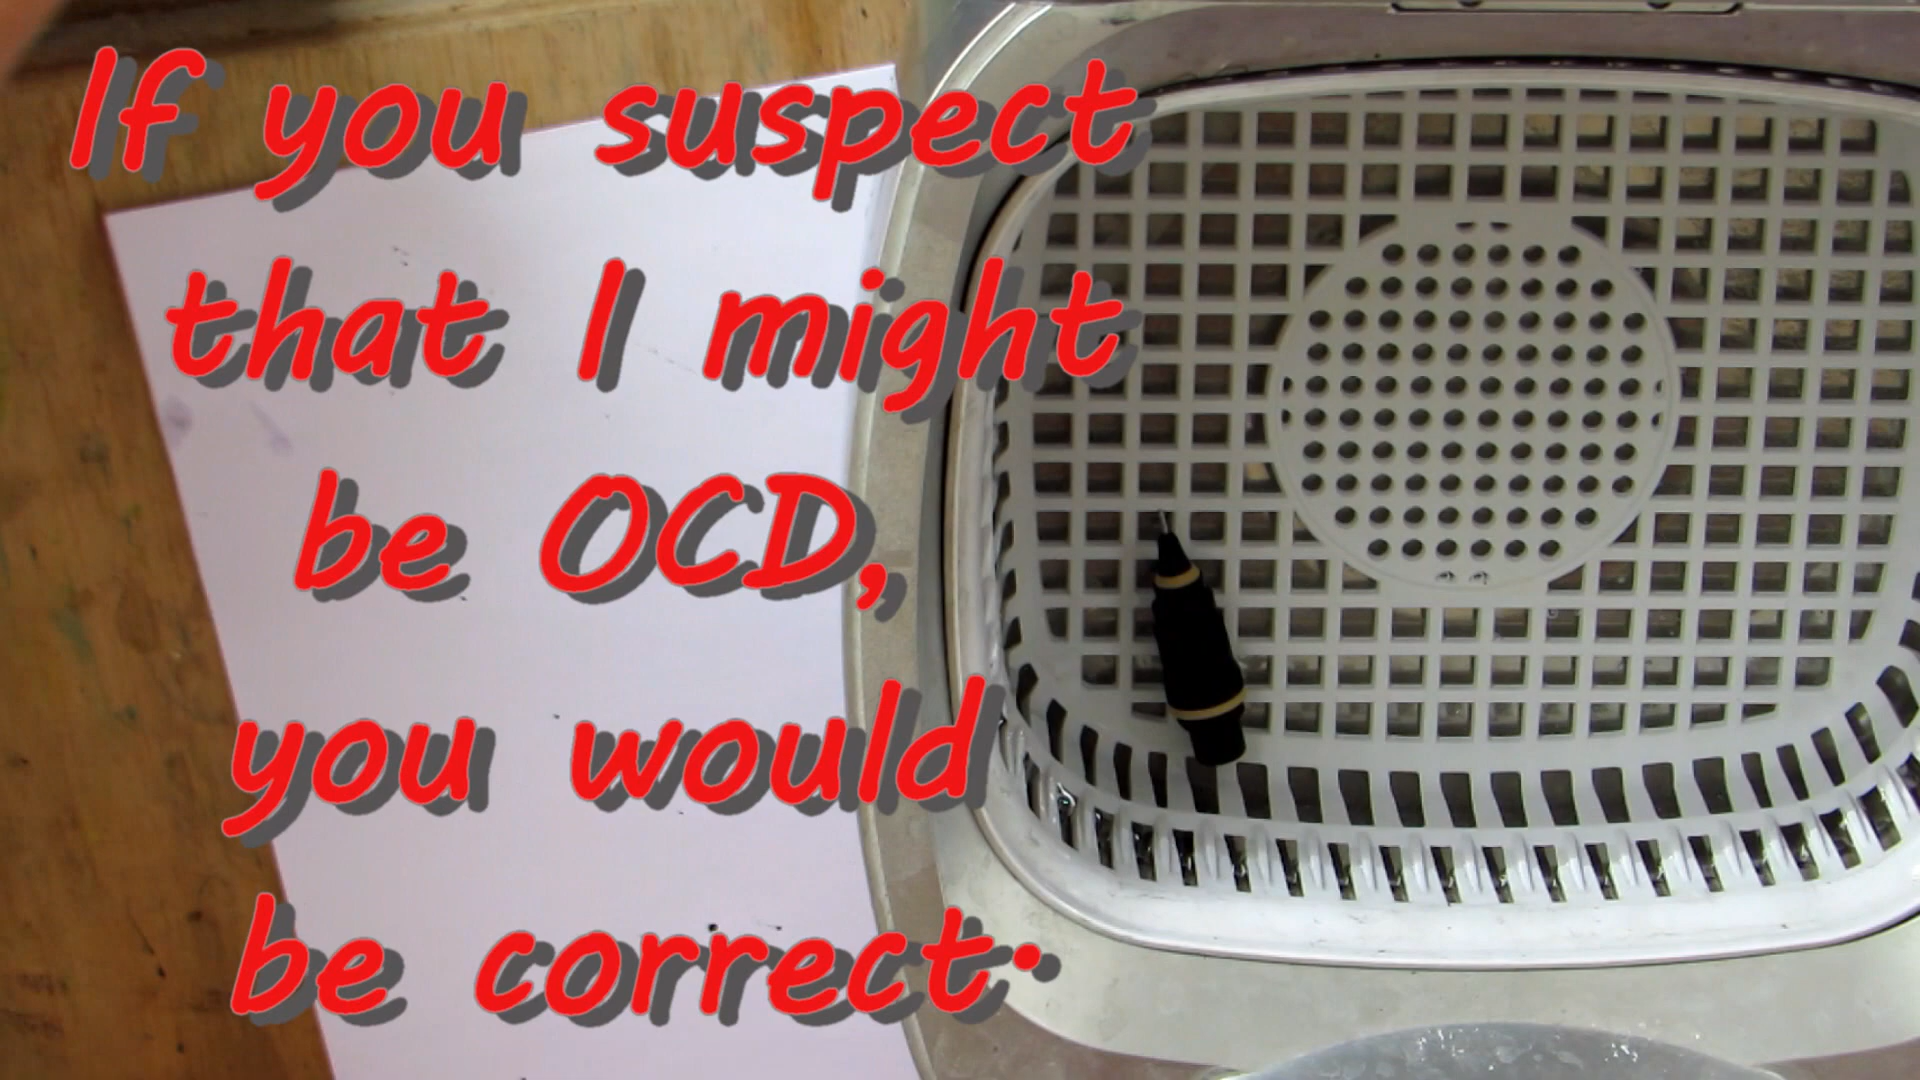 If you suspect
that I might
be OCD,
you would
be correct.